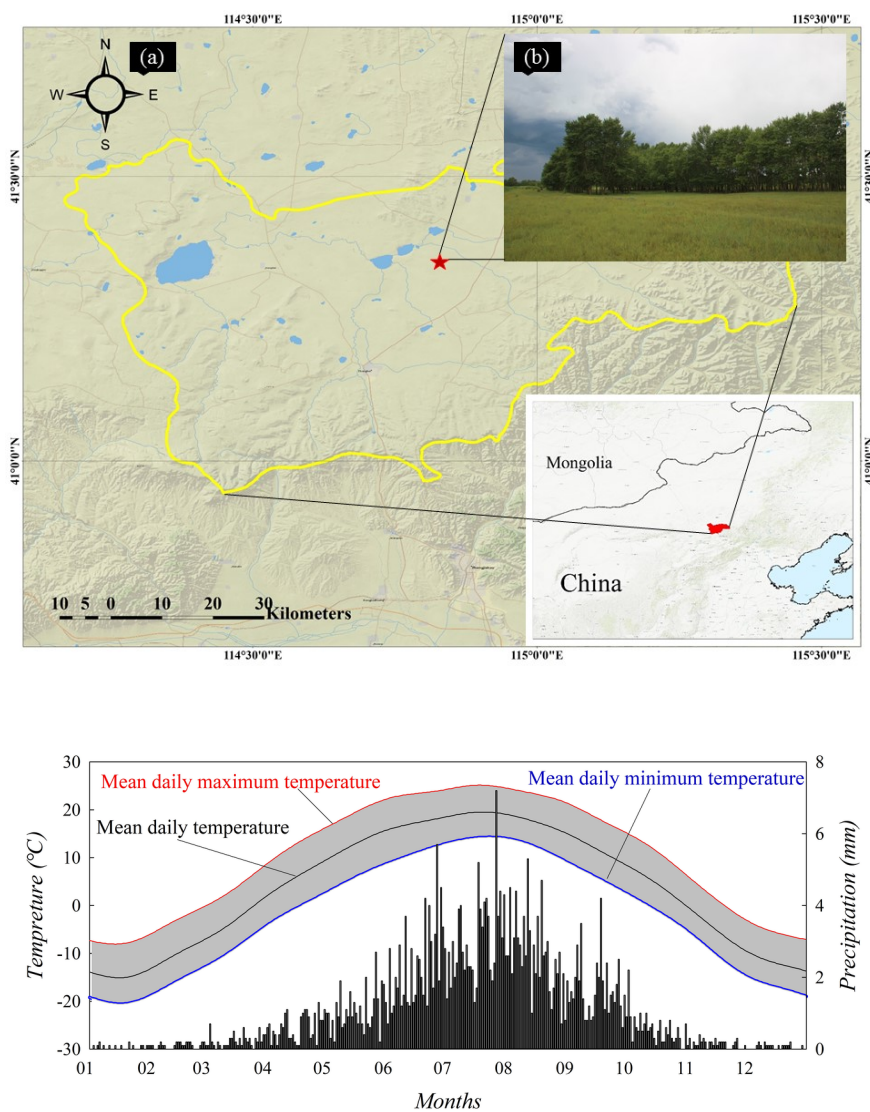 114°30'0"E
115°0'0"E
115°30'0"E
(a)
(b)
N
W
E
S
41°30'0"N
41°30'0"N
41°0'0"N
41°0'0"N
Mongolia
China
10 5 0 10 20 30
Kilometers
114°30'0"E
115°0'0"E
115°30'0"E
30
20
10
0
-10
-20
-30
Tempreture (℃)
Mean daily maximum temperature
Mean daily temperature
Mean daily minimum temperature
8
6
4
2
0
Precipitation (mm)
01 02 03 04 05 06 07 08 09 10 11 12
Months